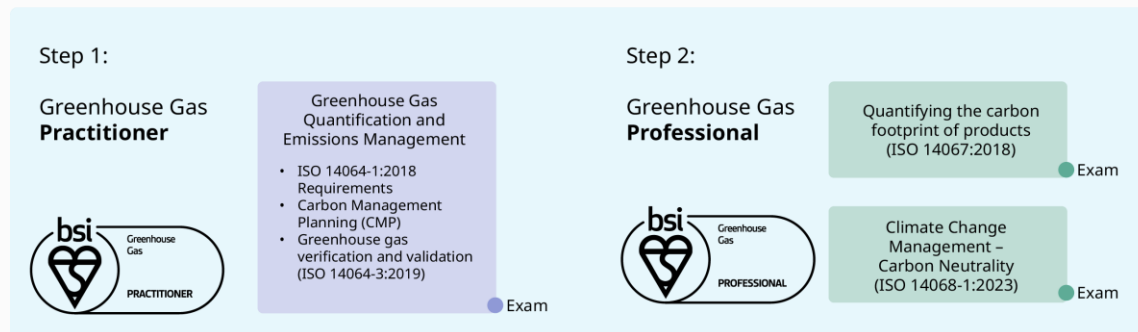 Step 1:
Greenhouse Gas
Practitioner
Greenhouse Gas
Quantification and
Emissions Management
• ISO 14064-1:2018
Requirements
• Carbon Management
Planning (CMP)
• Greenhouse gas
verification and validation
(ISO 14064-3:2019)
Exam
bsi
Greenhouse
Gas
PRACTITIONER
Step 2:
Greenhouse Gas
Professional
Quantifying the carbon
footprint of products
(ISO 14067:2018)
Exam
bsi
Greenhouse
Gas
PROFESSIONAL
Climate Change
Management –
Carbon Neutrality
(ISO 14068-1:2023)
Exam